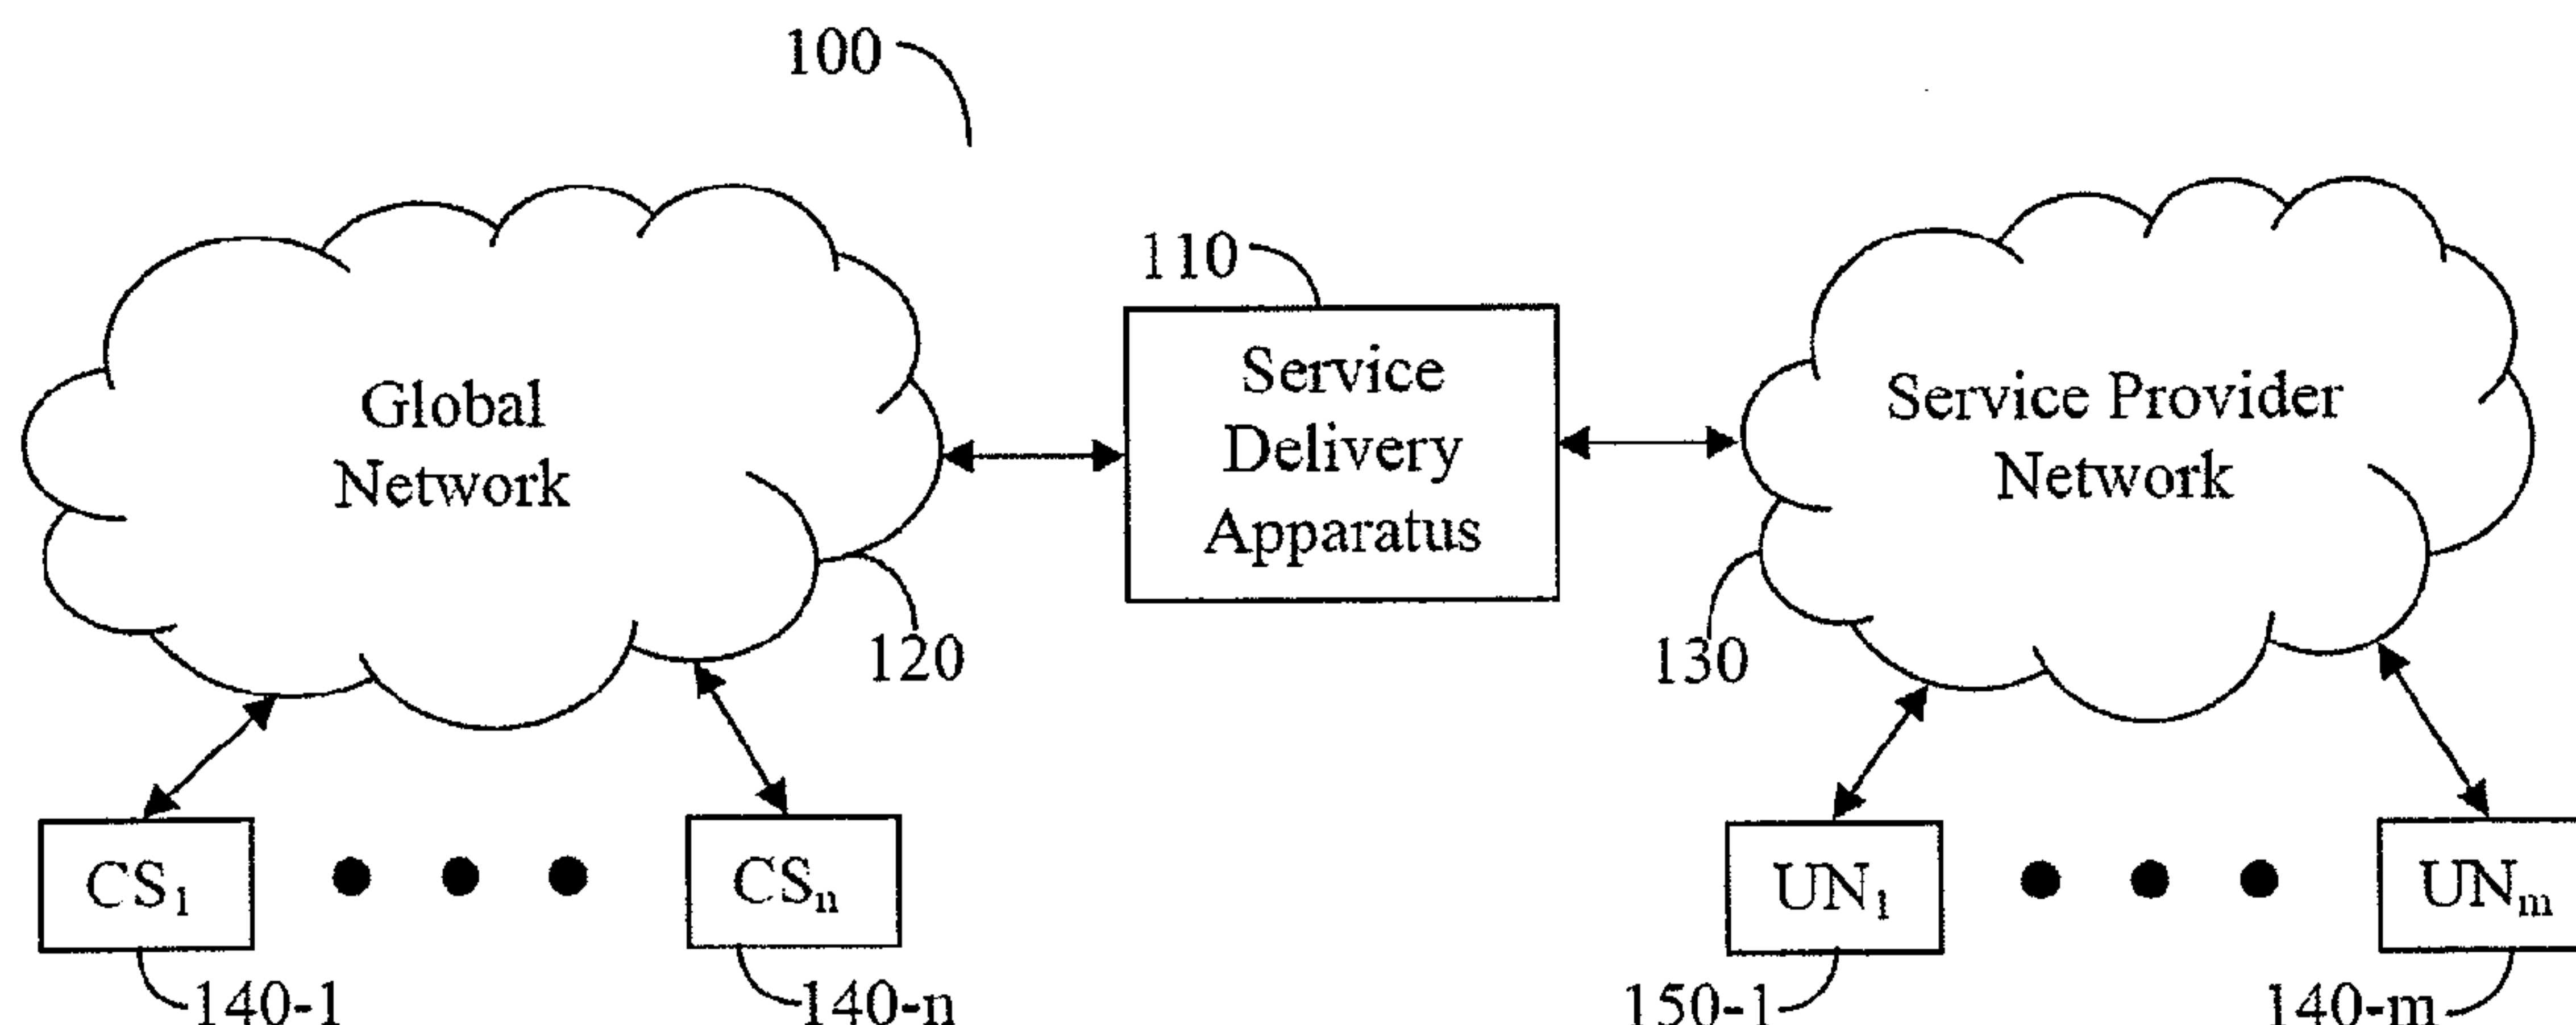 100
110
Global
Network
Service
Delivery
Apparatus
Service Provider
Network
120
130
CS1
CSn
UN1
UNm
140-1
140-n
150-1
140-m